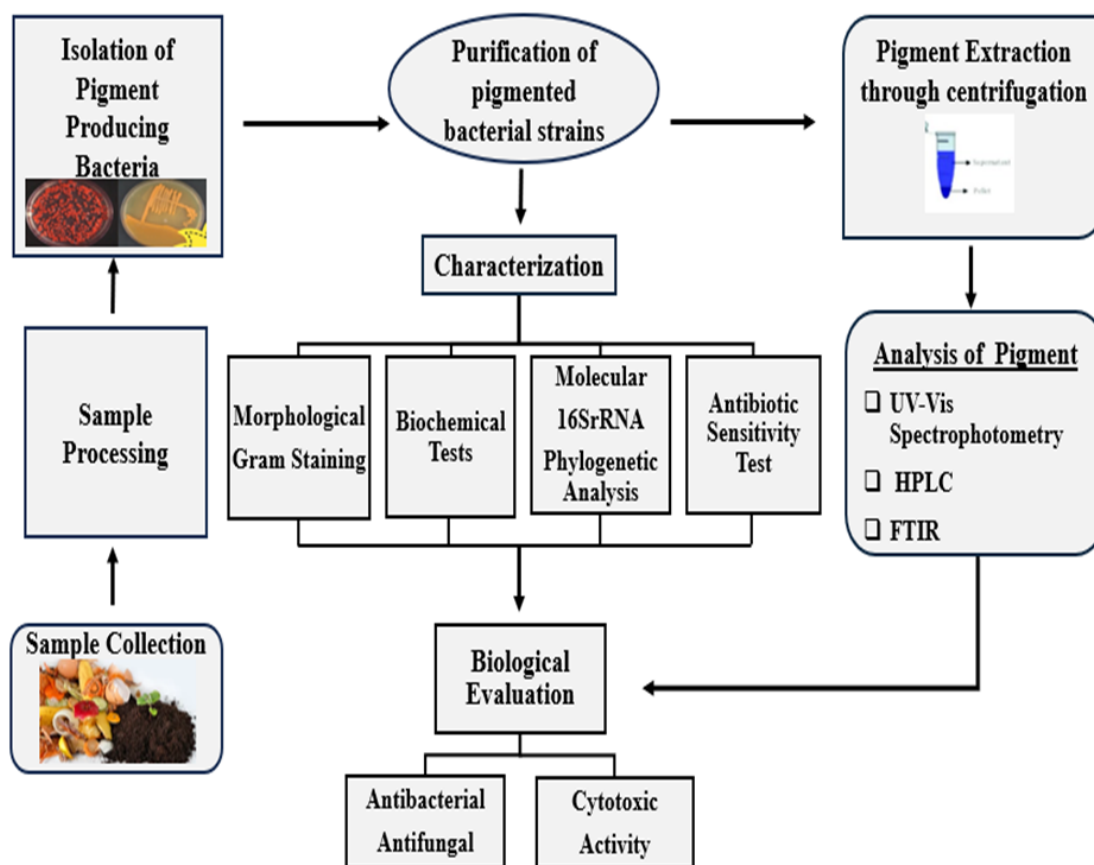 Isolation of
Pigment
Producing
Bacteria
Purification of
pigmented
bacterial strains
Pigment Extraction
through centrifugation
Supernatant
Pellet
Characterization
Sample
Processing
Morphological
Gram Staining
Biochemical
Tests
Molecular
16SrRNA
Phylogenetic
Analysis
Antibiotic
Sensitivity
Test
Analysis of Pigment
UV-Vis
Spectrophotometry
HPLC
FTIR
Sample Collection
Biological
Evaluation
Antibacterial
Antifungal
Cytotoxic
Activity